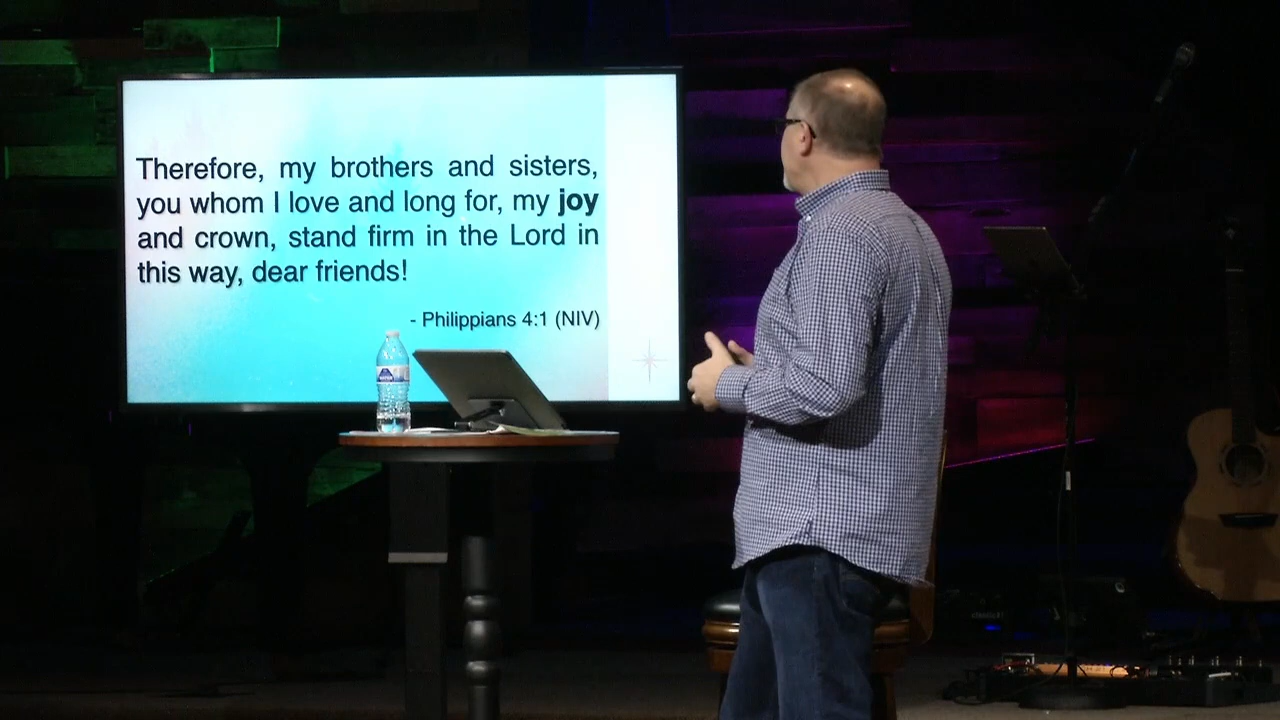 Therefore, my brothers and sisters,
you whom I love and long for, my joy
and crown, stand firm in the Lord in
this way, dear friends!
- Philippians 4:1 (NIV)